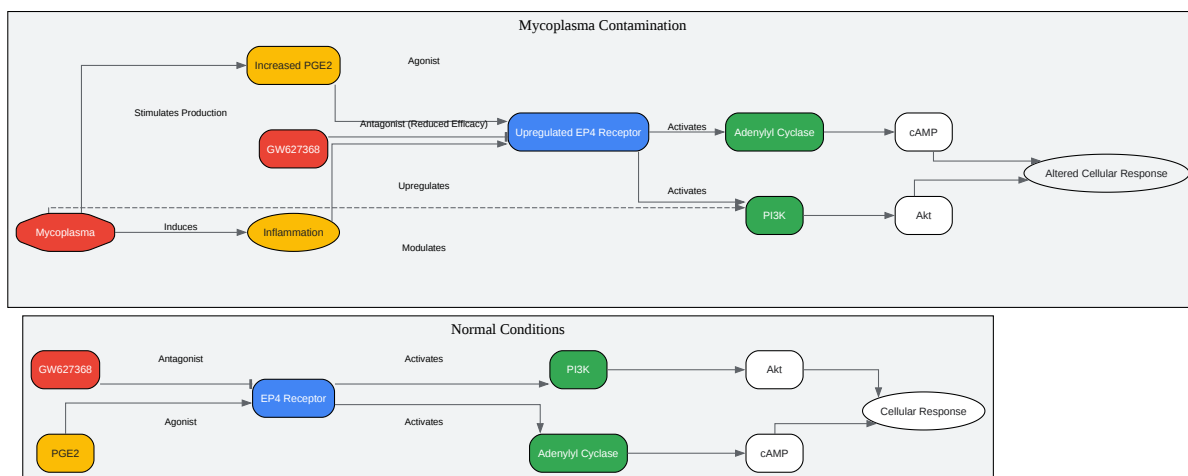 Mycoplasma Contamination
Increased PGE2
Agonist
Stimulates Production
Antagonist (Reduced Efficacy)
Upregulated EP4 Receptor
Activates
Adenylyl Cyclase
cAMP
GW627368
Altered Cellular Response
Upregulates
Activates
PI3K
Akt
Mycoplasma
Induces
Inflammation
Modulates
Normal Conditions
GW627368
Antagonist
Activates
PI3K
Akt
EP4 Receptor
Cellular Response
PGE2
Agonist
Activates
Adenylyl Cyclase
cAMP